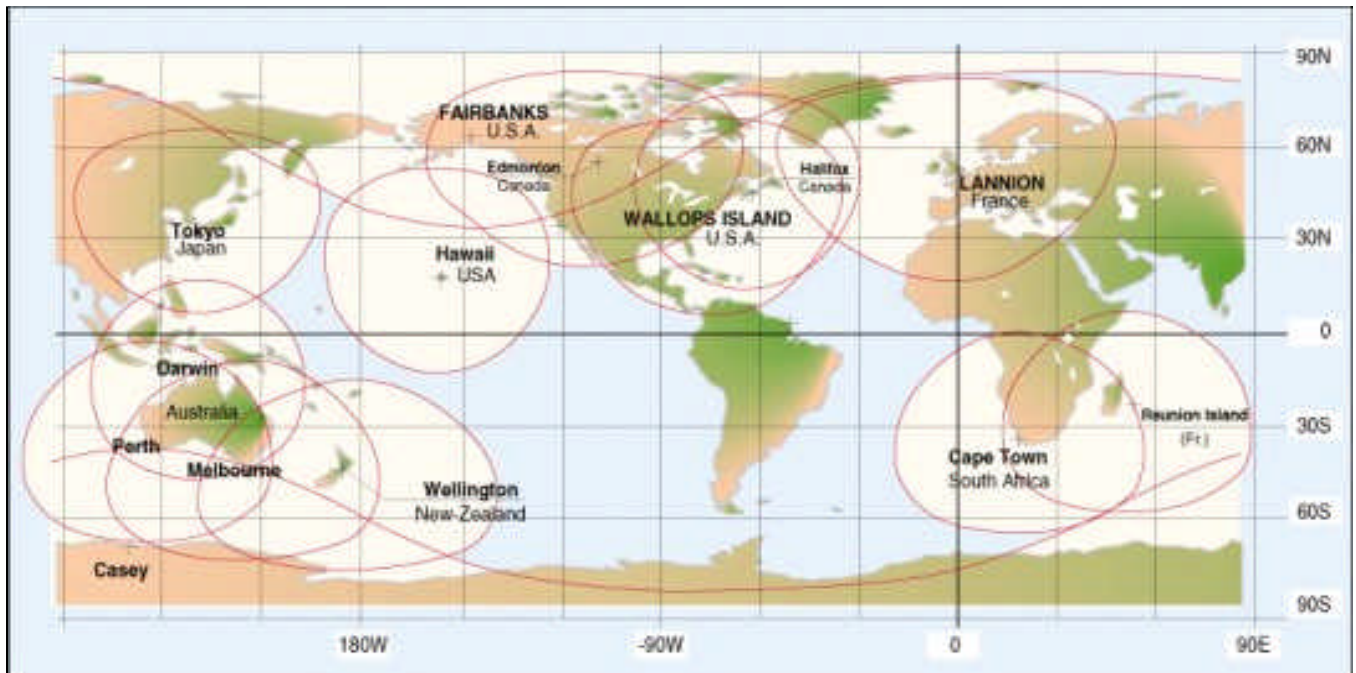 90N
FAIRBANKS
U.S.A.
60N
Edmonton
Canada
Halifax
Canada
LANNION
France
WALLOPS ISLAND
U.S.A.
Tokyo
Japan
30N
Hawaii
USA
0
Darwin
Australia
Reunion Island
(Fr.)
30S
Perth
Melbourne
Cape Town
South Africa
Wellington
New-Zealand
60S
Casey
90S
180W
-90W
0
90E